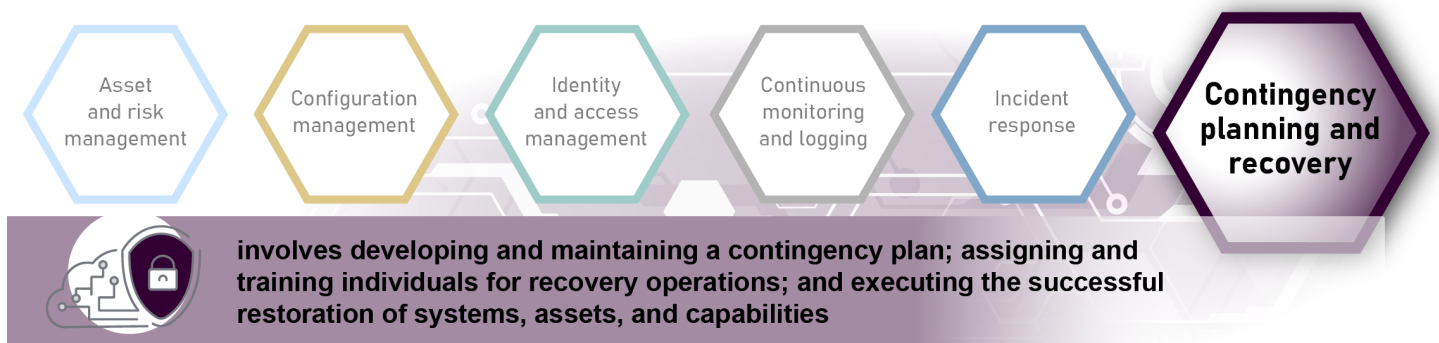 Asset
and risk
management
Configuration
management
Identity
and access
management
Continuous
monitoring
and logging
Incident
response
Contingency
planning and
recovery
involves developing and maintaining a contingency plan; assigning and
training individuals for recovery operations; and executing the successful
restoration of systems, assets, and capabilities